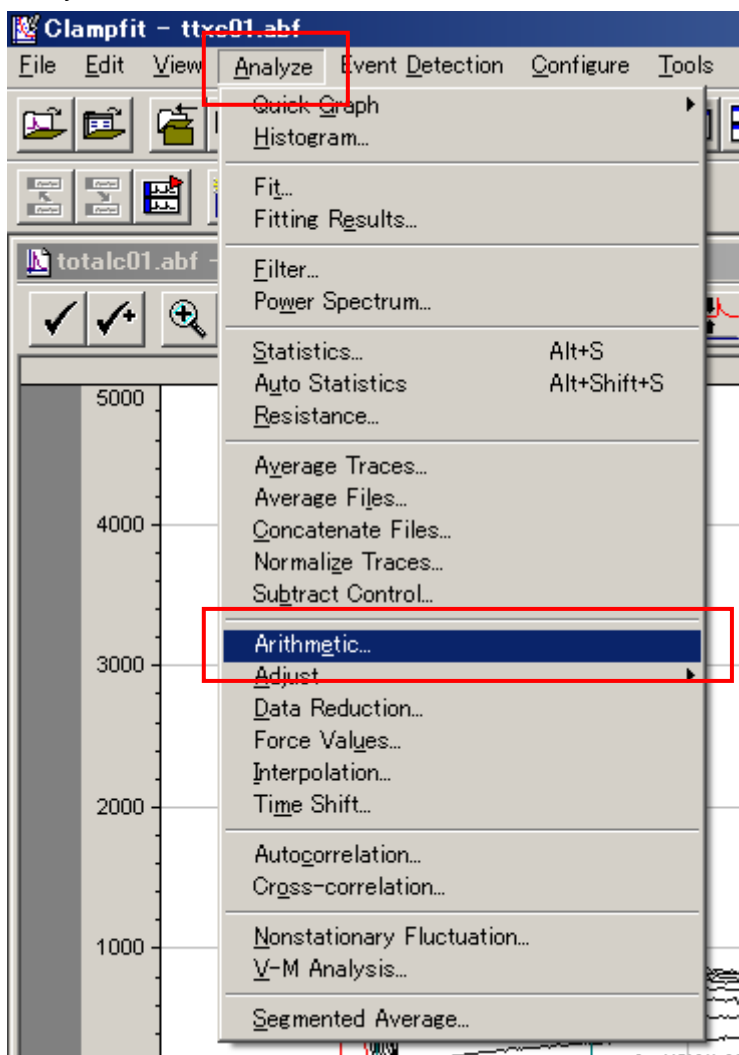 Clampfit - ttxc01.abf
File Edit View Analyze Event Detection Configure Tools
Quick Graph
Histogram...
Fit...
Fitting Results...
totalc01.abf -
Filter...
Power Spectrum...
Statistics... Alt+S
Auto Statistics Alt+Shift+S
Resistance...
5000
Average Traces...
Average Files...
4000
Concatenate Files...
Normalize Traces...
Subtract Control...
Arithmetic...
3000
Adjust
Data Reduction...
Force Values...
Interpolation...
2000
Time Shift...
Autocorrelation...
Cross-correlation...
1000
Nonstationary Fluctuation...
V-M Analysis...
Segmented Average...